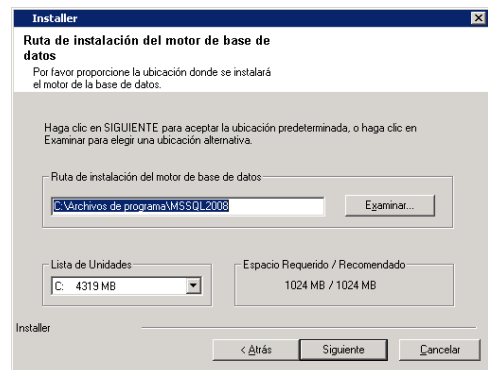 Installer
Ruta de instalación del motor de base de
datos
Por favor proporcione la ubicación donde se instalará
el motor de la base de datos.
Haga clic en SIGUIENTE para aceptar la ubicación predeterminada, o haga clic en
Examinar para elegir una ubicación alternativa.
Ruta de instalación del motor de base de datos
C:\Archivos de programa\MSSQL2008
Examinar...
Lista de Unidades
C: 4319 MB
Espacio Requerido / Recomendado
1024 MB / 1024 MB
Installer
< Atrás
Siguiente
Cancelar